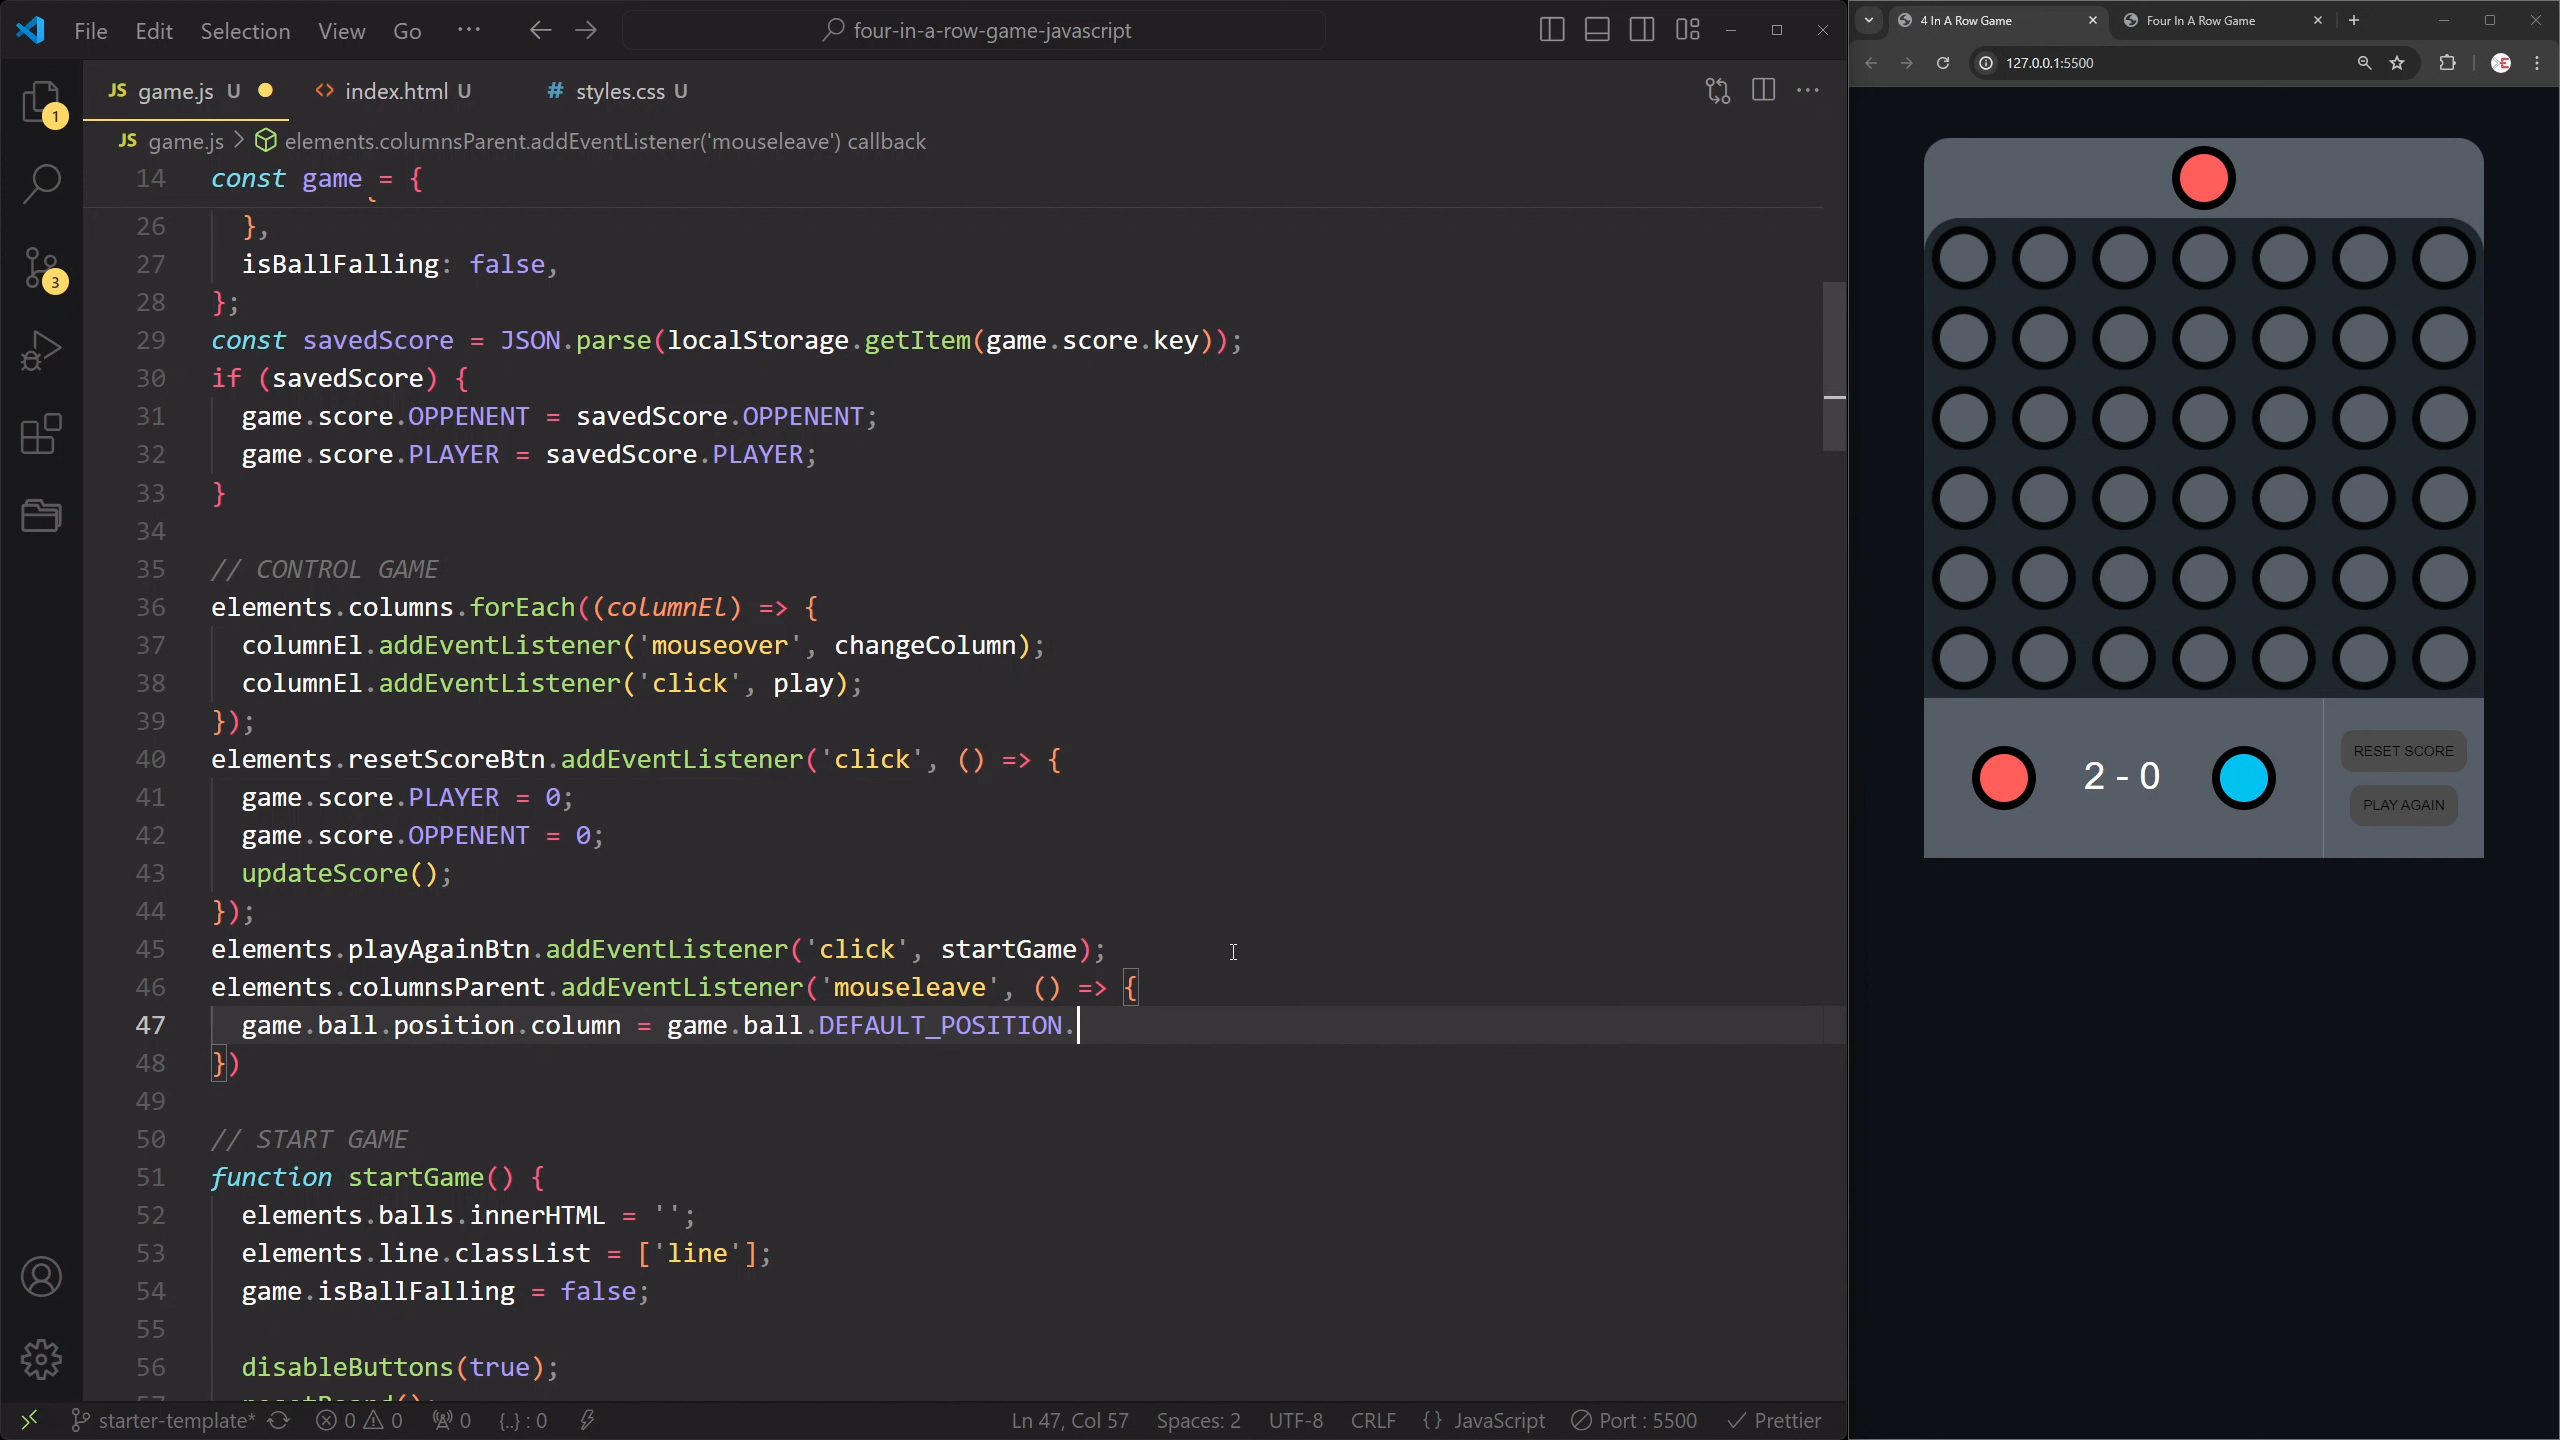 File Edit Selection View Go ···
four-in-a-row-game-javascript
JS game.js U
<> index.html U
# styles.css U
JS game.js > elements.columnsParent.addEventListener('mouseleave') callback
14 const game = {
26 },
27 isBallFalling: false,
28 };
29 const savedScore = JSON.parse(localStorage.getItem(game.score.key));
30 if (savedScore) {
31 game.score.OPPENENT = savedScore.OPPENENT;
32 game.score.PLAYER = savedScore.PLAYER;
33 }
34
35 // CONTROL GAME
36 elements.columns.forEach((columnEl) => {
37 columnEl.addEventListener('mouseover', changeColumn);
38 columnEl.addEventListener('click', play);
39 });
40 elements.resetScoreBtn.addEventListener('click', () => {
41 game.score.PLAYER = 0;
42 game.score.OPPENENT = 0;
43 updateScore();
44 });
45 elements.playAgainBtn.addEventListener('click', startGame);
46 elements.columnsParent.addEventListener('mouseleave', () => {
47 game.ball.position.column = game.ball.DEFAULT_POSITION.
48 })
49
50 // START GAME
51 function startGame() {
52 elements.balls.innerHTML = '';
53 elements.line.classList = ['line'];
54 game.isBallFalling = false;
55
56 disableButtons(true);
1
3
starter-template* 0 0 0 {..} : 0
Ln 47, Col 57 Spaces: 2 UTF-8 CRLF {} JavaScript Port : 5500 Prettier
4 In A Row Game
Four In A Row Game
127.0.0.1:5500
2 - 0
RESET SCORE
PLAY AGAIN